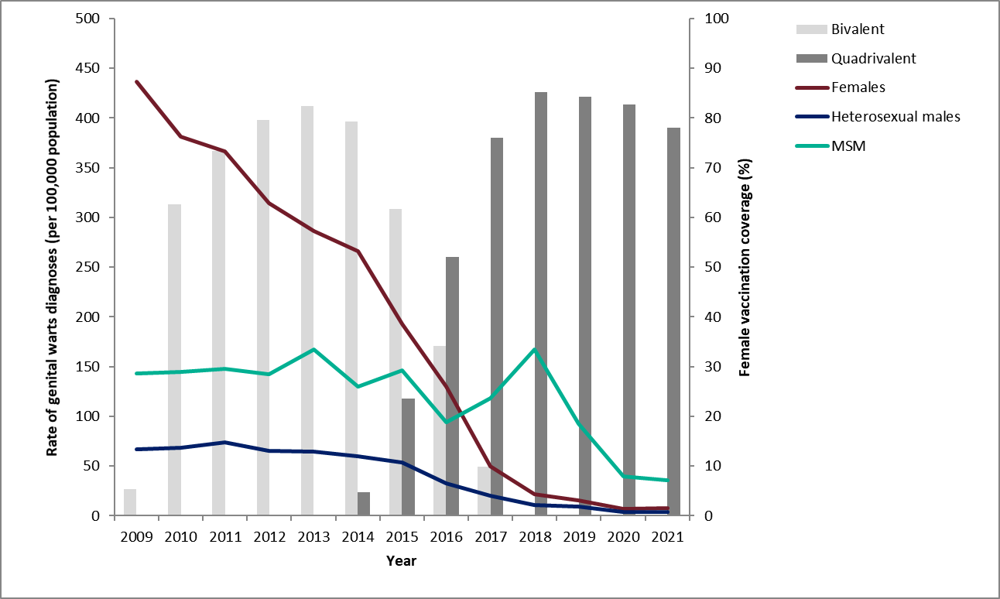 Rate of genital warts diagnoses (per 100,000 population)
500
450
400
350
300
250
200
150
100
50
0
100
90
80
70
60
50
40
30
20
10
0
Female vaccination coverage (%)
Bivalent
Quadrivalent
Females
Heterosexual males
MSM
2009 2010 2011 2012 2013 2014 2015 2016 2017 2018 2019 2020 2021
Year